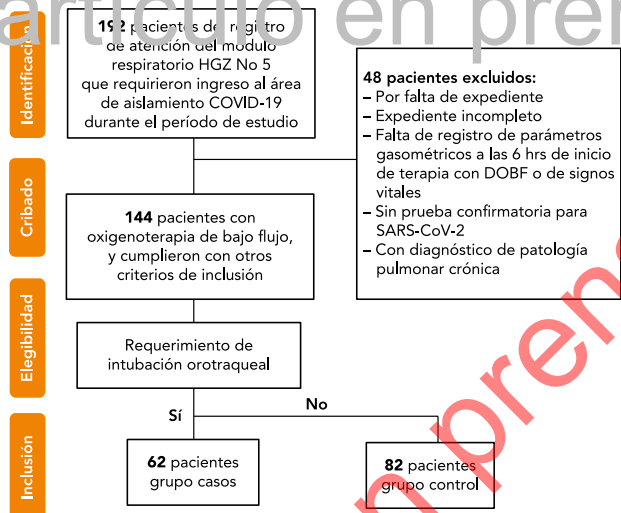 artículo en pren
Identificación
192 pacientes del registro
de atención del modulo
respiratorio HGZ No 5
que requirieron ingreso al área
de aislamiento COVID-19
durante el período de estudio
48 pacientes excluidos:
– Por falta de expediente
– Expediente incompleto
– Falta de registro de parámetros
gasométricos a las 6 hrs de inicio
de terapia con DOBF o de signos
vitales
– Sin prueba confirmatoria para
SARS-CoV-2
– Con diagnóstico de patología
pulmonar crónica
Cribado
144 pacientes con
oxigenoterapia de bajo flujo,
y cumplieron con otros
criterios de inclusión
Elegibilidad
Requerimiento de
intubación orotraqueal
Sí
No
Inclusión
62 pacientes
grupo casos
82 pacientes
grupo control
en prens